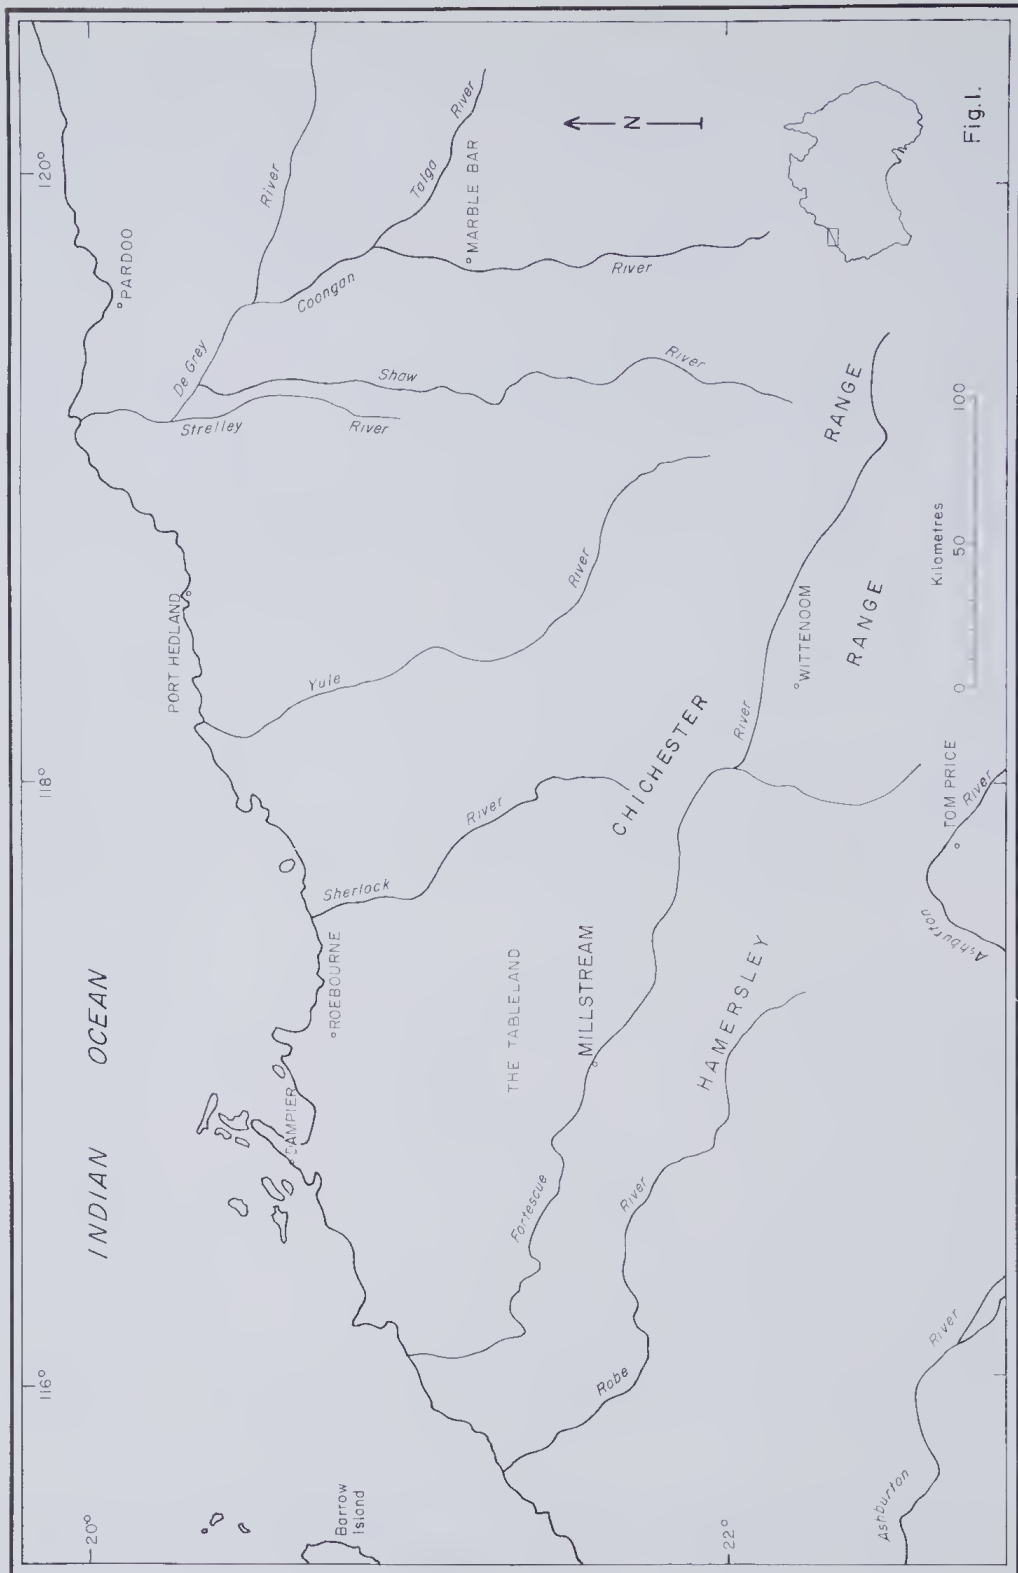 116°
118°
120°
20°
INDIAN OCEAN
PARDOO
De Grey
River
PORT HEDLAND
Strelley
River
Shaw
River
Coongan
River
Talga
River
MARBLE BAR
N
Yule
River
Sherlock
River
ROEBOURNE
DAMPIER
Barrow
Island
THE TABLELAND
MILLSTREAM
Fortescue
River
CHICHESTER
RANGE
Robe
River
HAMERSLEY
RANGE
WITTENOOM
22°
TOM PRICE
Ashburton
River
Ashburton
River
Kilometres
0 50 100
Fig.1.